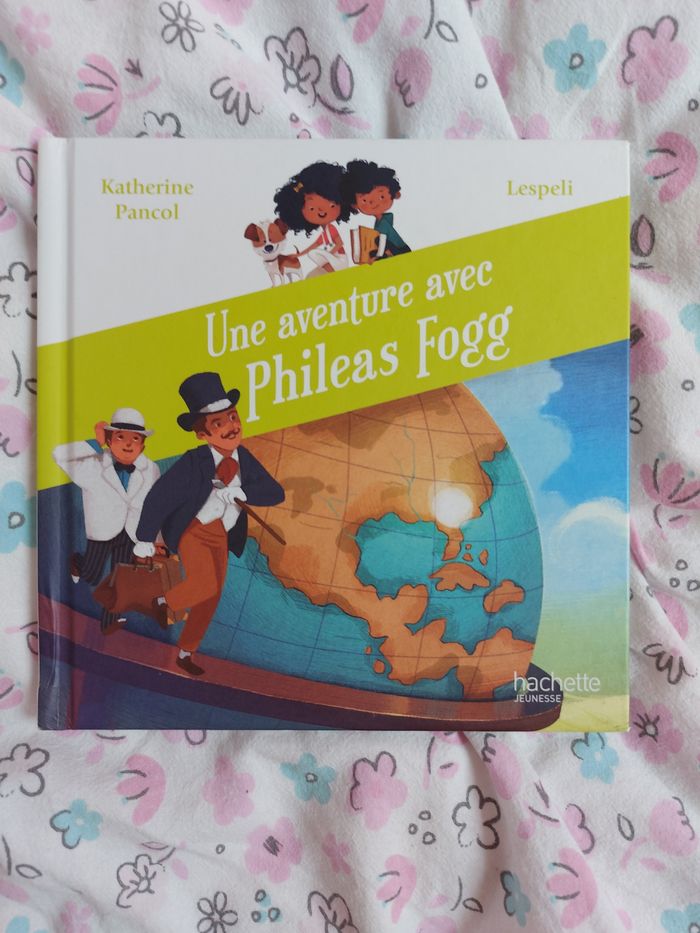 Katherine
Pancol
Lespeli
Une aventure avec
Phileas Fogg
hachette
JEUNESSE